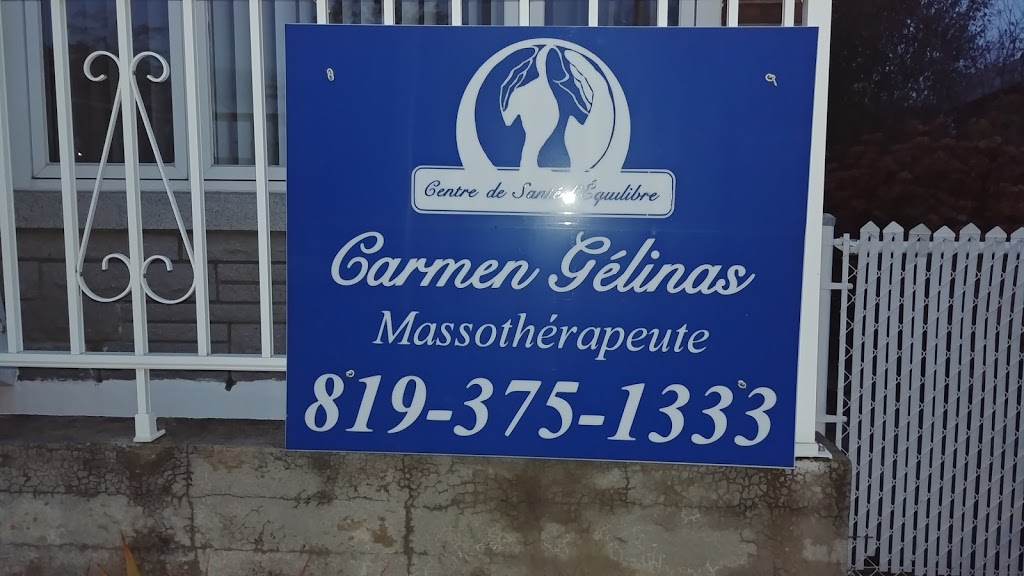 Centre de Santé Équilibre
Carmen Gélinas
Massothérapeute
819-375-1333